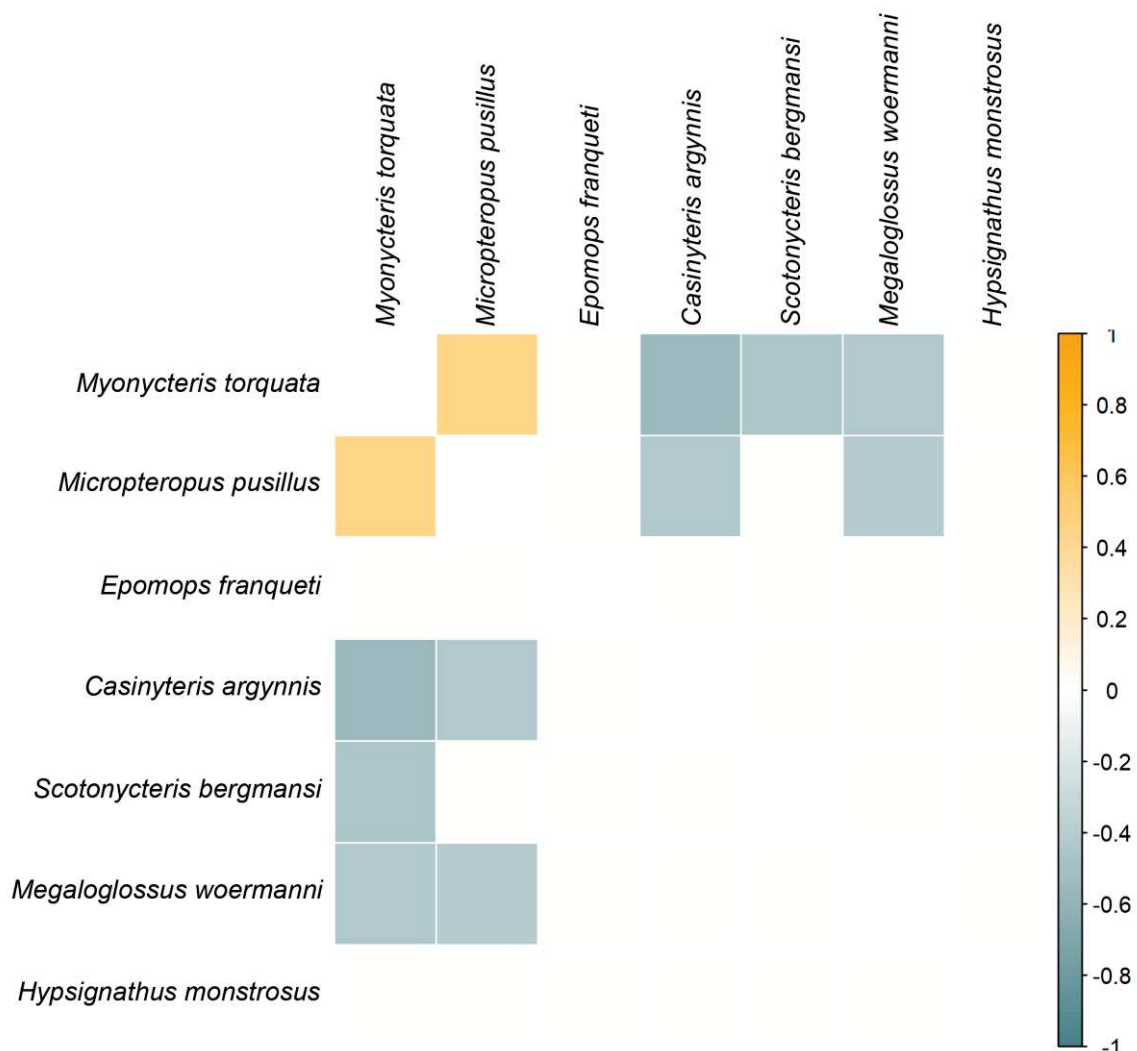 Myonycteris torquata
Micropteropus pusillus
Epomops franqueti
Casinyteris argynnis
Scotonycteris bergmansi
Megaloglossus woermanni
Hypsignathus monstrosus
Myonycteris torquata
Micropteropus pusillus
Epomops franqueti
Casinyteris argynnis
Scotonycteris bergmansi
Megaloglossus woermanni
Hypsignathus monstrosus
1
0.8
0.6
0.4
0.2
0
-0.2
-0.4
-0.6
-0.8
-1